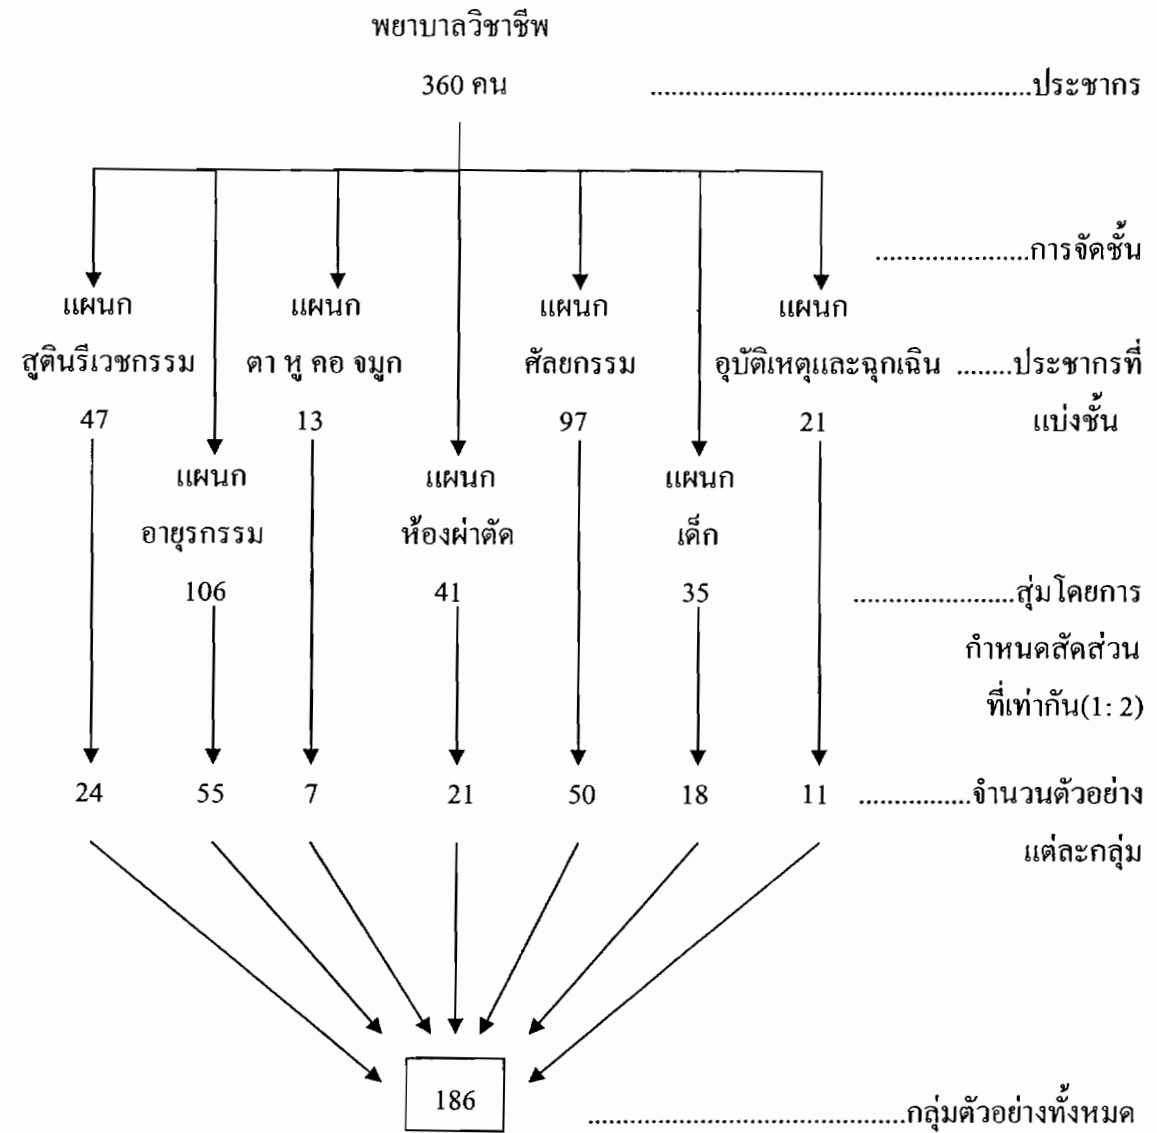 พยาบาลวิชาชีพ
360 คน ....................................................ประชากร
......................การจัดชั้น
แผนก แผนก แผนก แผนก
สูตินรีเวชกรรม ตา หู คอ จมูก ศัลยกรรม อุบัติเหตุและฉุกเฉิน ........ประชากรที่
47 13 97 21 แบ่งชั้น
แผนก แผนก แผนก
อายุรกรรม ห้องผ่าตัด เด็ก
106 41 35 ......................สุ่มโดยการ
กำหนดสัดส่วน
ที่เท่ากัน(1: 2)
24 55 7 21 50 18 11 ................จำนวนตัวอย่าง
แต่ละกลุ่ม
186
............................................กลุ่มตัวอย่างทั้งหมด